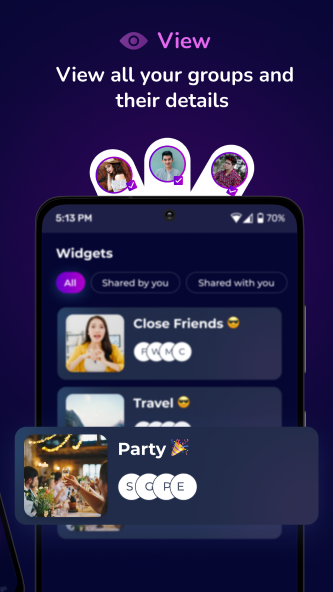 View
View all your groups and
their details
5:13 PM
70%
Widgets
All
Shared by you
Shared with you
Close Friends 😎
F W M C
Travel 😎
Party 🎉
S C P E